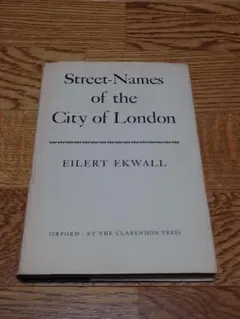 Street-Names
of the
City of London
EILERT EKWALL
OXFORD · AT THE CLARENDON PRESS